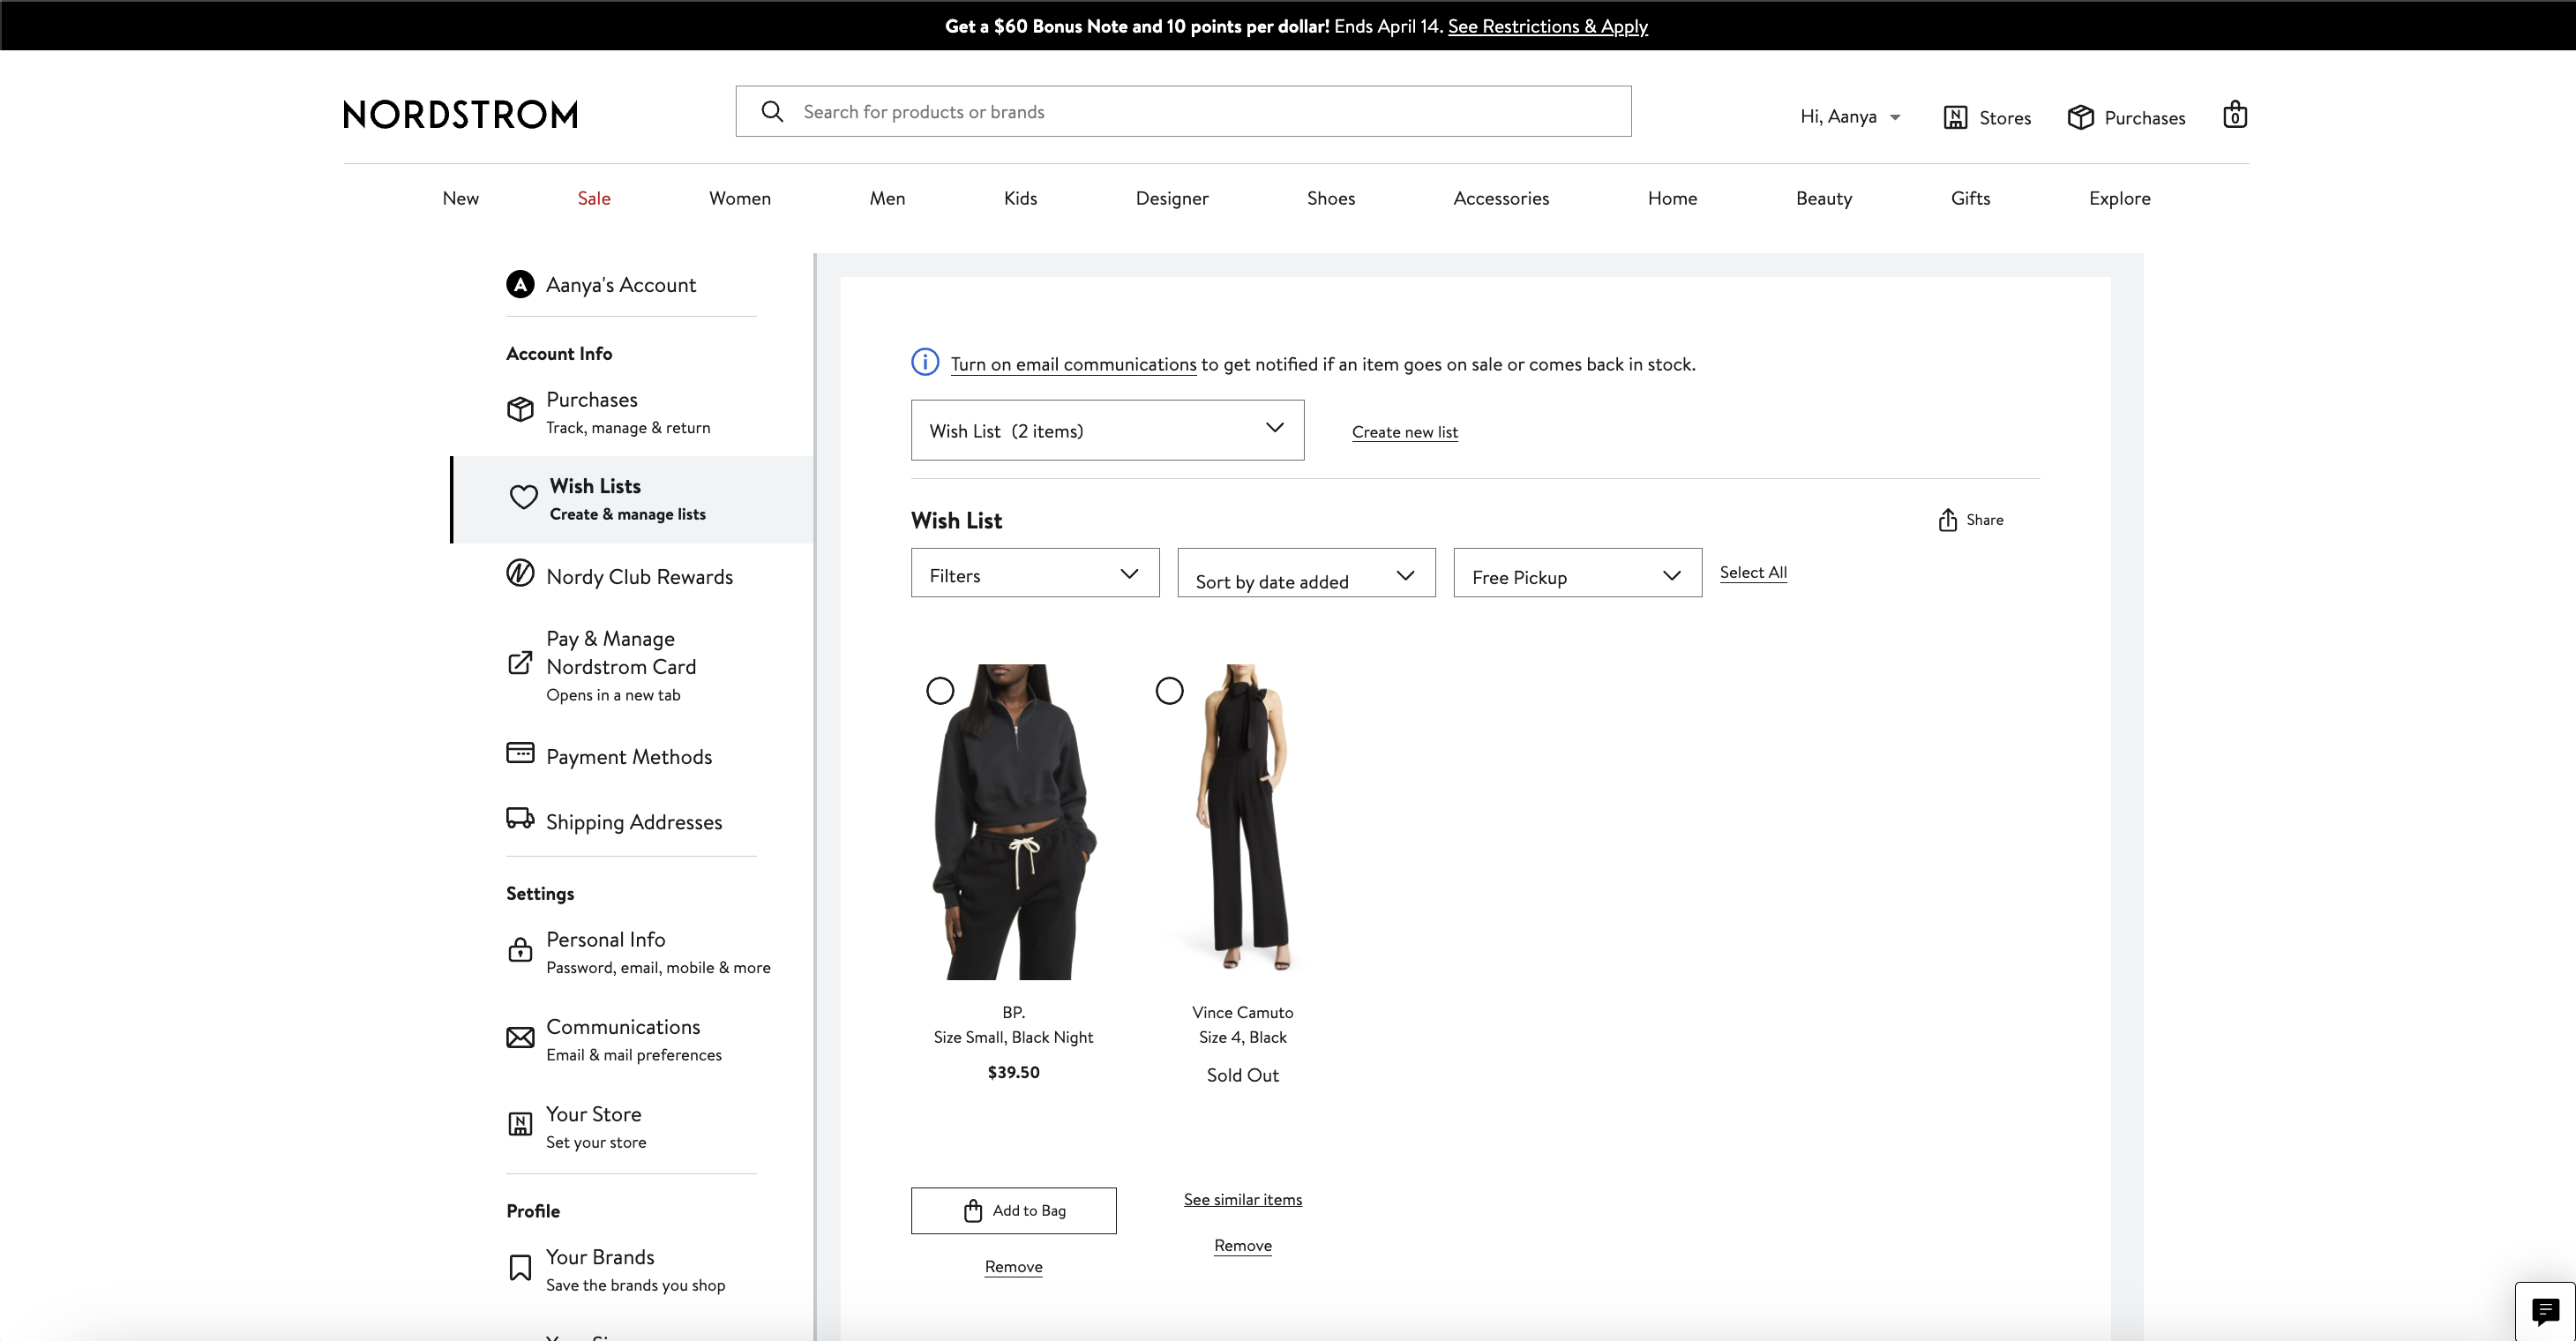 Get a $60 Bonus Note and 10 points per dollar! Ends April 14. See Restrictions & Apply
NORDSTROM
Search for products or brands
Hi, Aanya
Stores
Purchases
0
New
Sale
Women
Men
Kids
Designer
Shoes
Accessories
Home
Beauty
Gifts
Explore
A
Aanya's Account
Account Info
Purchases
Track, manage & return
Wish Lists
Create & manage lists
Nordy Club Rewards
Pay & Manage
Nordstrom Card
Opens in a new tab
Payment Methods
Shipping Addresses
Settings
Personal Info
Password, email, mobile & more
Communications
Email & mail preferences
Your Store
Set your store
Profile
Your Brands
Save the brands you shop
Turn on email communications to get notified if an item goes on sale or comes back in stock.
Wish List (2 items)
Create new list
Wish List
Share
Filters
Sort by date added
Free Pickup
Select All
BP.
Size Small, Black Night
$39.50
Add to Bag
Remove
Vince Camuto
Size 4, Black
Sold Out
See similar items
Remove